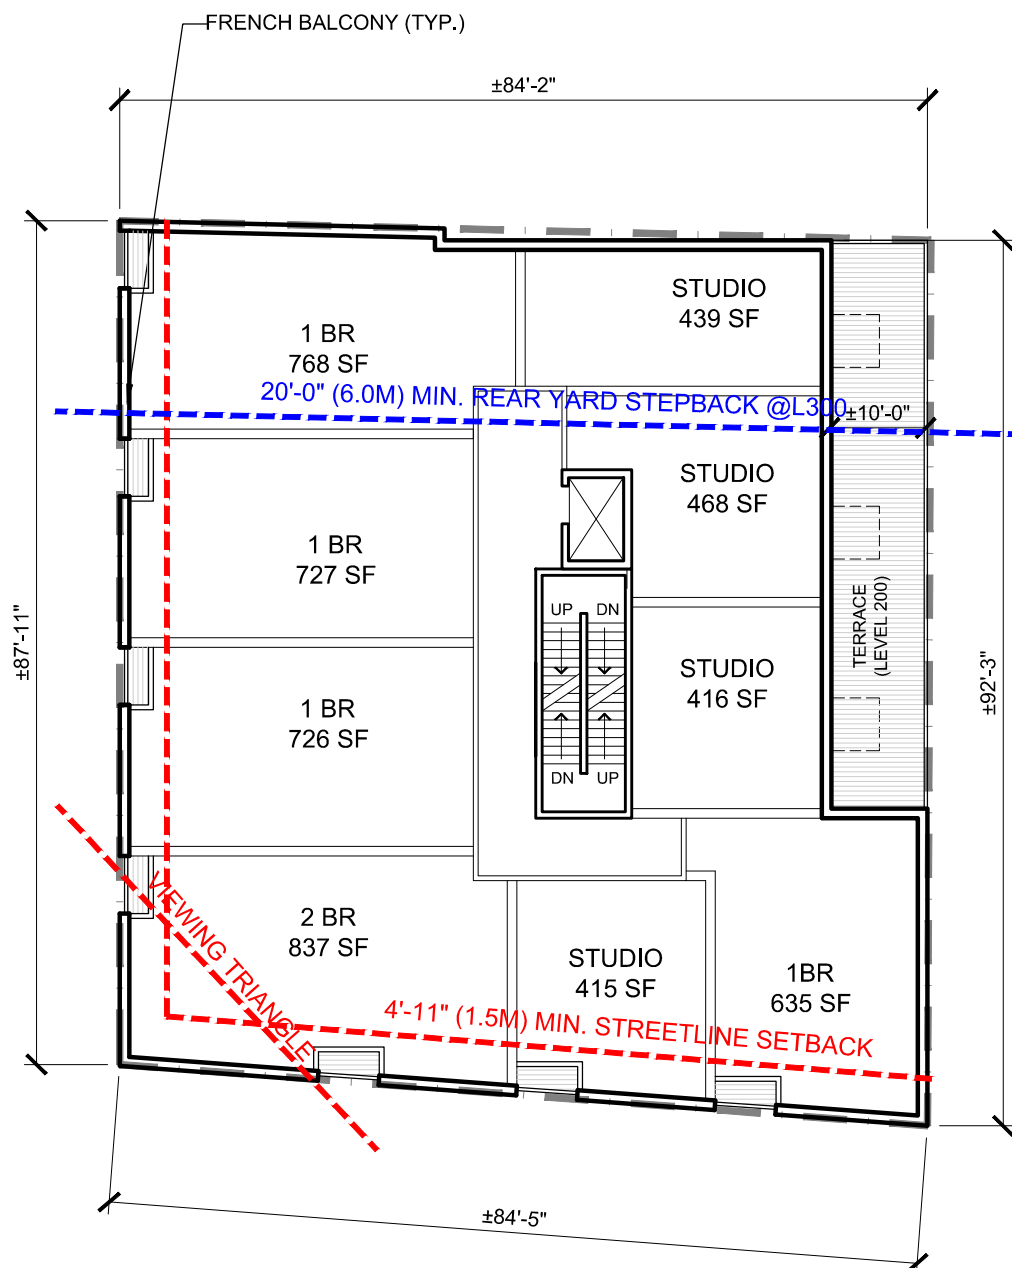 FRENCH BALCONY (TYP.)
±84'-2"
STUDIO
439 SF
1 BR
768 SF
20'-0" (6.0M) MIN. REAR YARD STEPBACK @L300
±10'-0"
STUDIO
468 SF
1 BR
727 SF
UP
DN
TERRACE
(LEVEL 200)
±87'-11"
STUDIO
416 SF
±92'-3"
1 BR
726 SF
DN
UP
VIEWING TRIANGLE
2 BR
837 SF
STUDIO
415 SF
1BR
635 SF
4'-11" (1.5M) MIN. STREETLINE SETBACK
±84'-5"